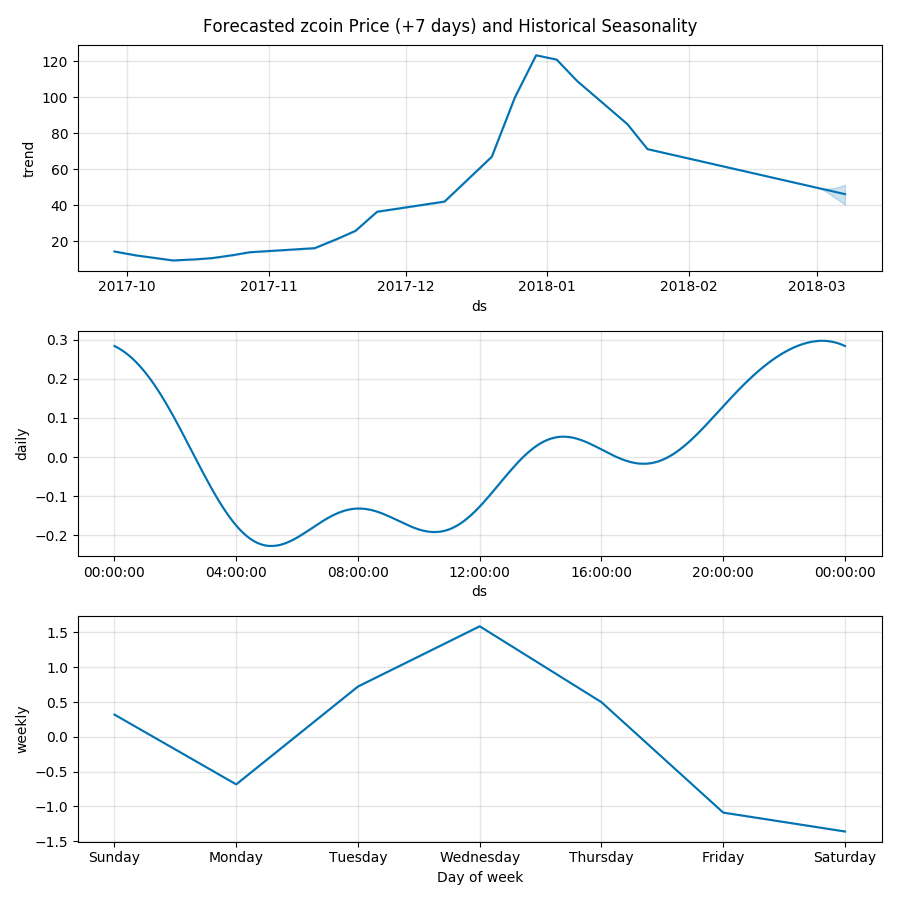 Forecasted zcoin Price (+7 days) and Historical Seasonality
120
100
80
60
40
20
trend
2017-10 2017-11 2017-12 2018-01 2018-02 2018-03
ds
0.3
0.2
0.1
0.0
−0.1
−0.2
daily
00:00:00 04:00:00 08:00:00 12:00:00 16:00:00 20:00:00 00:00:00
ds
1.5
1.0
0.5
0.0
−0.5
−1.0
−1.5
weekly
Sunday Monday Tuesday Wednesday Thursday Friday Saturday
Day of week